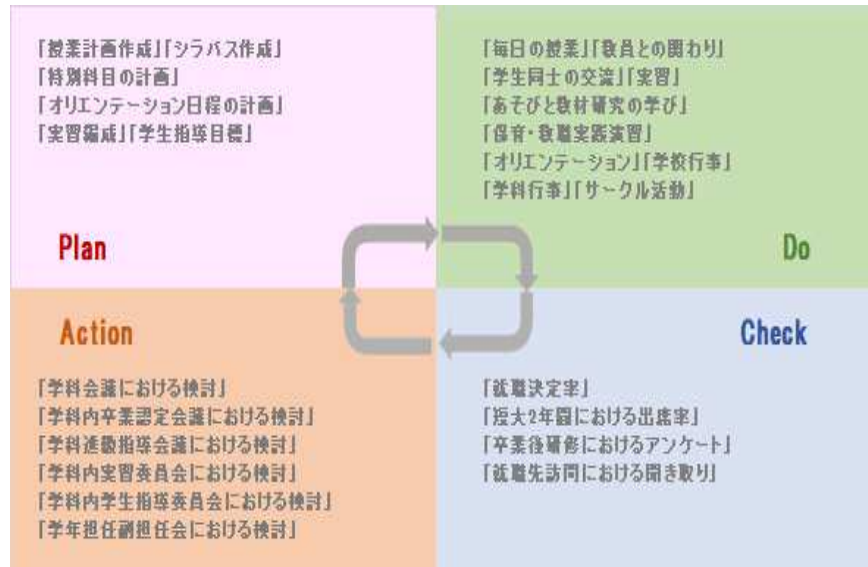 「授業計画作成」「シラバス作成」
「特別科目の計画」
「オリエンテーション日程の計画」
「実習編成」「学生指導目標」
Plan
「毎日の授業」「教員との関わり」
「学生同士の交流」「実習」
「あそびと教材研究の学び」
「保育・教職実践演習」
「オリエンテーション」「学校行事」
「学科行事」「サークル活動」
Do
Action
「学科会議における検討」
「学科内卒業認定会議における検討」
「学科進級指導会議における検討」
「学科内実習委員会における検討」
「学科内学生指導委員会における検討」
「学年担任副担任会における検討」
Check
「就職決定率」
「短大2年間における出席率」
「卒業後研修におけるアンケート」
「就職先訪問における聞き取り」